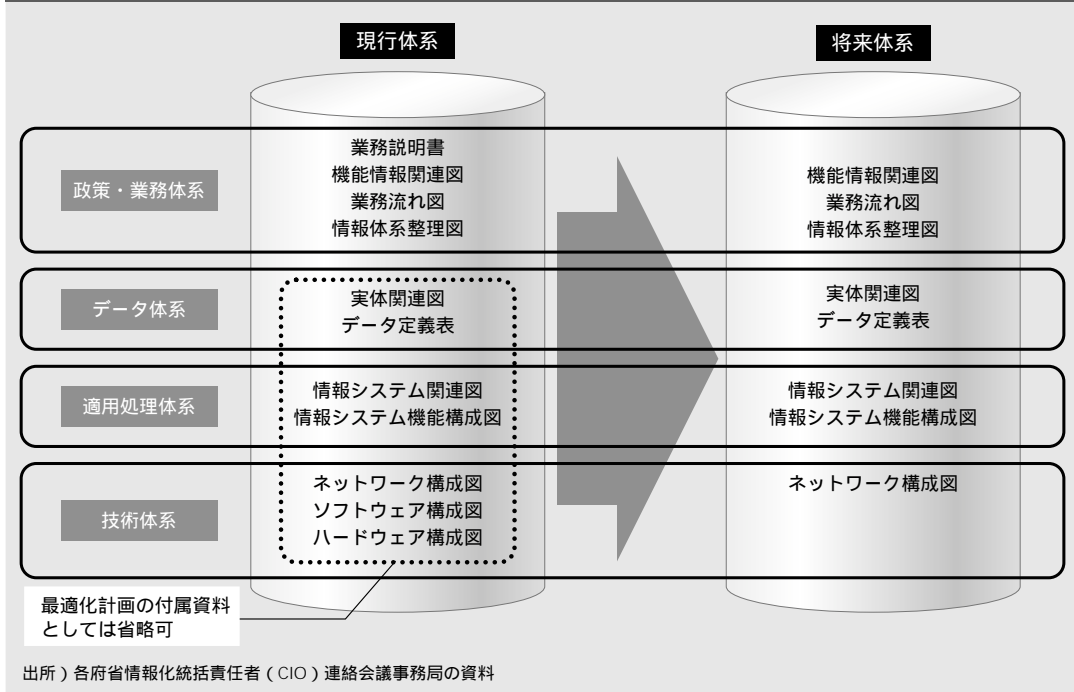 現行体系
将来体系
政策・業務体系
業務説明書
機能情報関連図
業務流れ図
情報体系整理図
機能情報関連図
業務流れ図
情報体系整理図
データ体系
実体関連図
データ定義表
実体関連図
データ定義表
適用処理体系
情報システム関連図
情報システム機能構成図
情報システム関連図
情報システム機能構成図
技術体系
ネットワーク構成図
ソフトウェア構成図
ハードウェア構成図
ネットワーク構成図
最適化計画の付属資料
としては省略可
出所）各府省情報化統括責任者（CIO）連絡会議事務局の資料